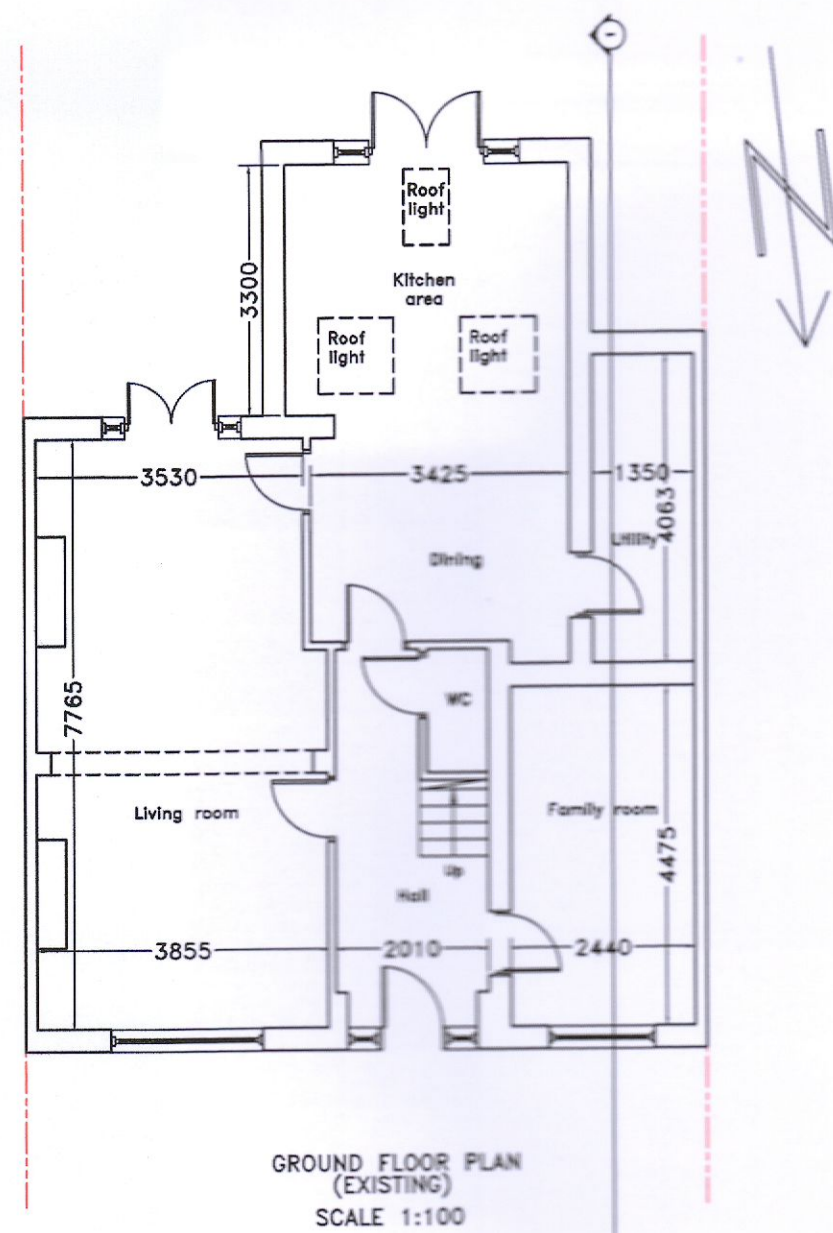 1
Roof
light
3300
Kitchen
area
Roof
light
Roof
light
3530
3425
1350
4063
Utility
Dining
WC
7765
Living room
Family room
4475
Up
Hall
3855
2010
2440
GROUND FLOOR PLAN
(EXISTING)
SCALE 1:100